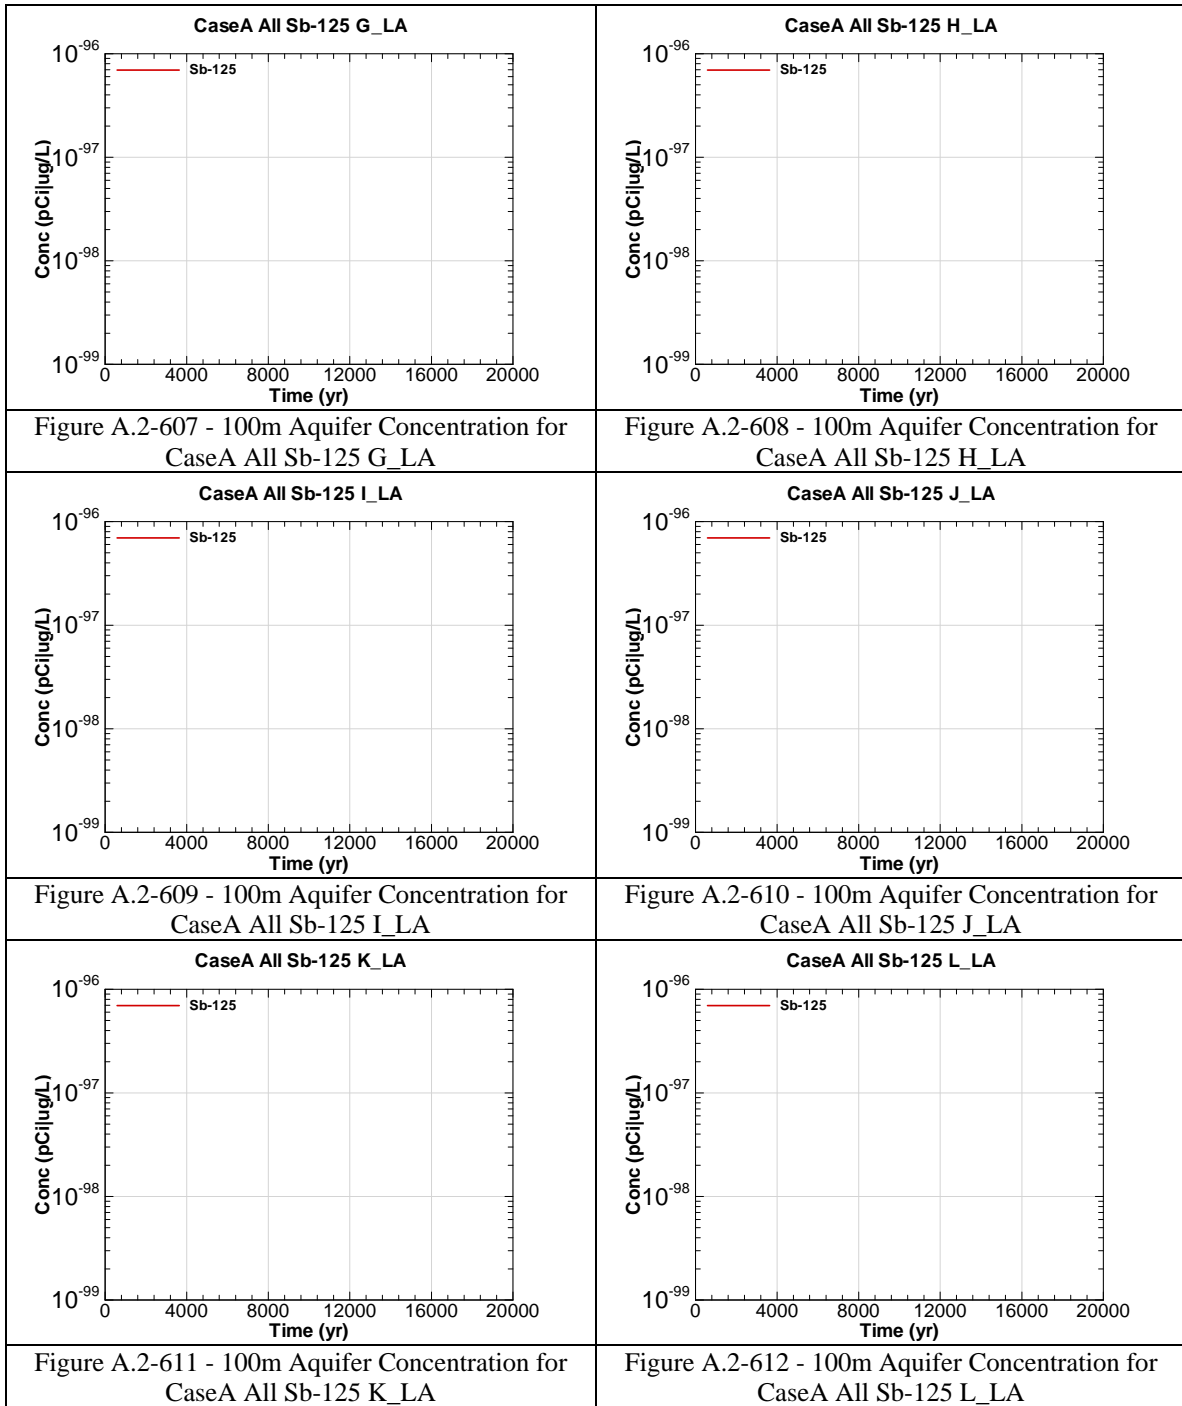 CaseA All Sb-125 G_LA
Sb-125
10-96
10-97
10-98
10-99
Conc (pCi|ug/L)
0 4000 8000 12000 16000 20000
Time (yr)
Figure A.2-607 - 100m Aquifer Concentration for
CaseA All Sb-125 G_LA
CaseA All Sb-125 H_LA
Sb-125
10-96
10-97
10-98
10-99
Conc (pCi|ug/L)
0 4000 8000 12000 16000 20000
Time (yr)
Figure A.2-608 - 100m Aquifer Concentration for
CaseA All Sb-125 H_LA
CaseA All Sb-125 I_LA
Sb-125
10-96
10-97
10-98
10-99
Conc (pCi|ug/L)
0 4000 8000 12000 16000 20000
Time (yr)
Figure A.2-609 - 100m Aquifer Concentration for
CaseA All Sb-125 I_LA
CaseA All Sb-125 J_LA
Sb-125
10-96
10-97
10-98
10-99
Conc (pCi|ug/L)
0 4000 8000 12000 16000 20000
Time (yr)
Figure A.2-610 - 100m Aquifer Concentration for
CaseA All Sb-125 J_LA
CaseA All Sb-125 K_LA
Sb-125
10-96
10-97
10-98
10-99
Conc (pCi|ug/L)
0 4000 8000 12000 16000 20000
Time (yr)
Figure A.2-611 - 100m Aquifer Concentration for
CaseA All Sb-125 K_LA
CaseA All Sb-125 L_LA
Sb-125
10-96
10-97
10-98
10-99
Conc (pCi|ug/L)
0 4000 8000 12000 16000 20000
Time (yr)
Figure A.2-612 - 100m Aquifer Concentration for
CaseA All Sb-125 L_LA